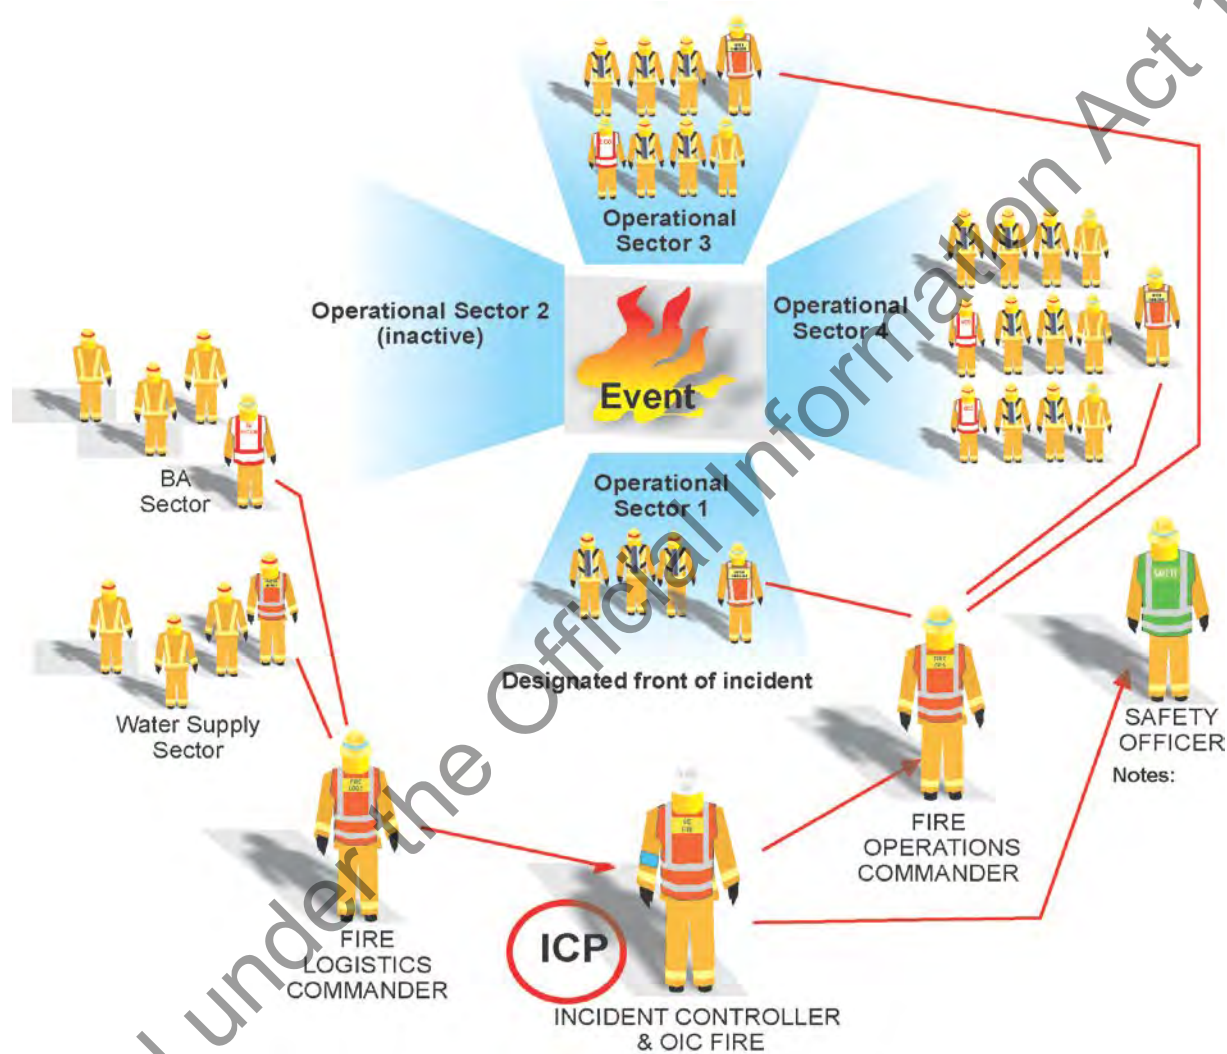 Operational
Sector 3
Operational Sector 2
(inactive)
Operational
Sector 4
Event
BA
Sector
Operational
Sector 1
Designated front of incident
Water Supply
Sector
SAFETY
SAFETY
OFFICER
Notes:
FIRE
OPERATIONS
COMMANDER
FIRE
LOGISTICS
COMMANDER
ICP
INCIDENT CONTROLLER
& OIC FIRE
under the Official Information Act 1